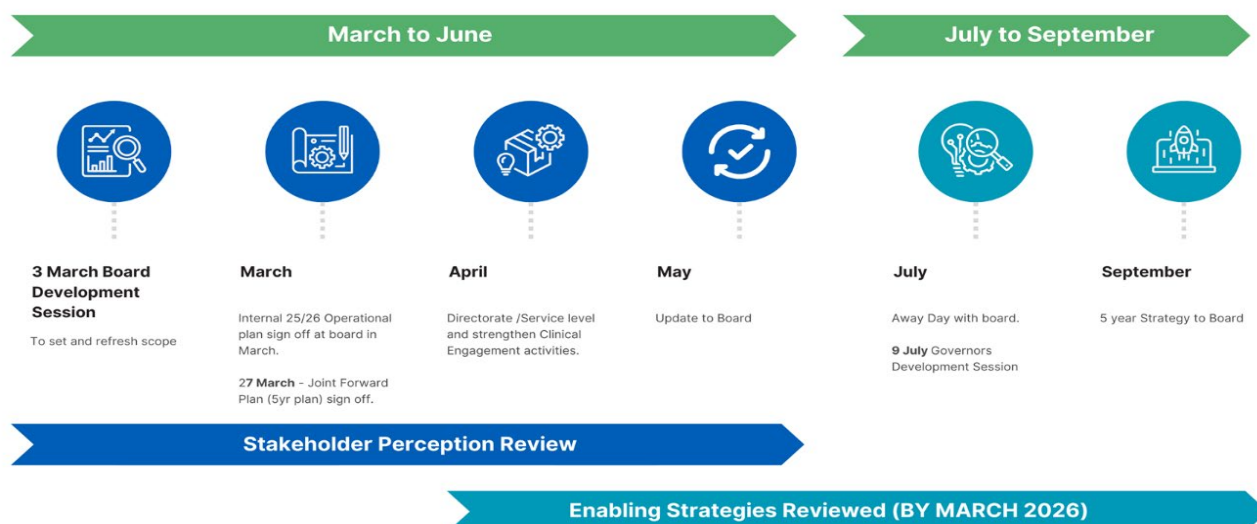 March to June
July to September
3 March Board
Development
Session
To set and refresh scope
March
Internal 25/26 Operational
plan sign off at board in
March.
27 March - Joint Forward
Plan (5yr plan) sign off.
April
Directorate /Service level
and strengthen Clinical
Engagement activities.
May
Update to Board
July
Away Day with board.
9 July Governors
Development Session
September
5 year Strategy to Board
Stakeholder Perception Review
Enabling Strategies Reviewed (BY MARCH 2026)